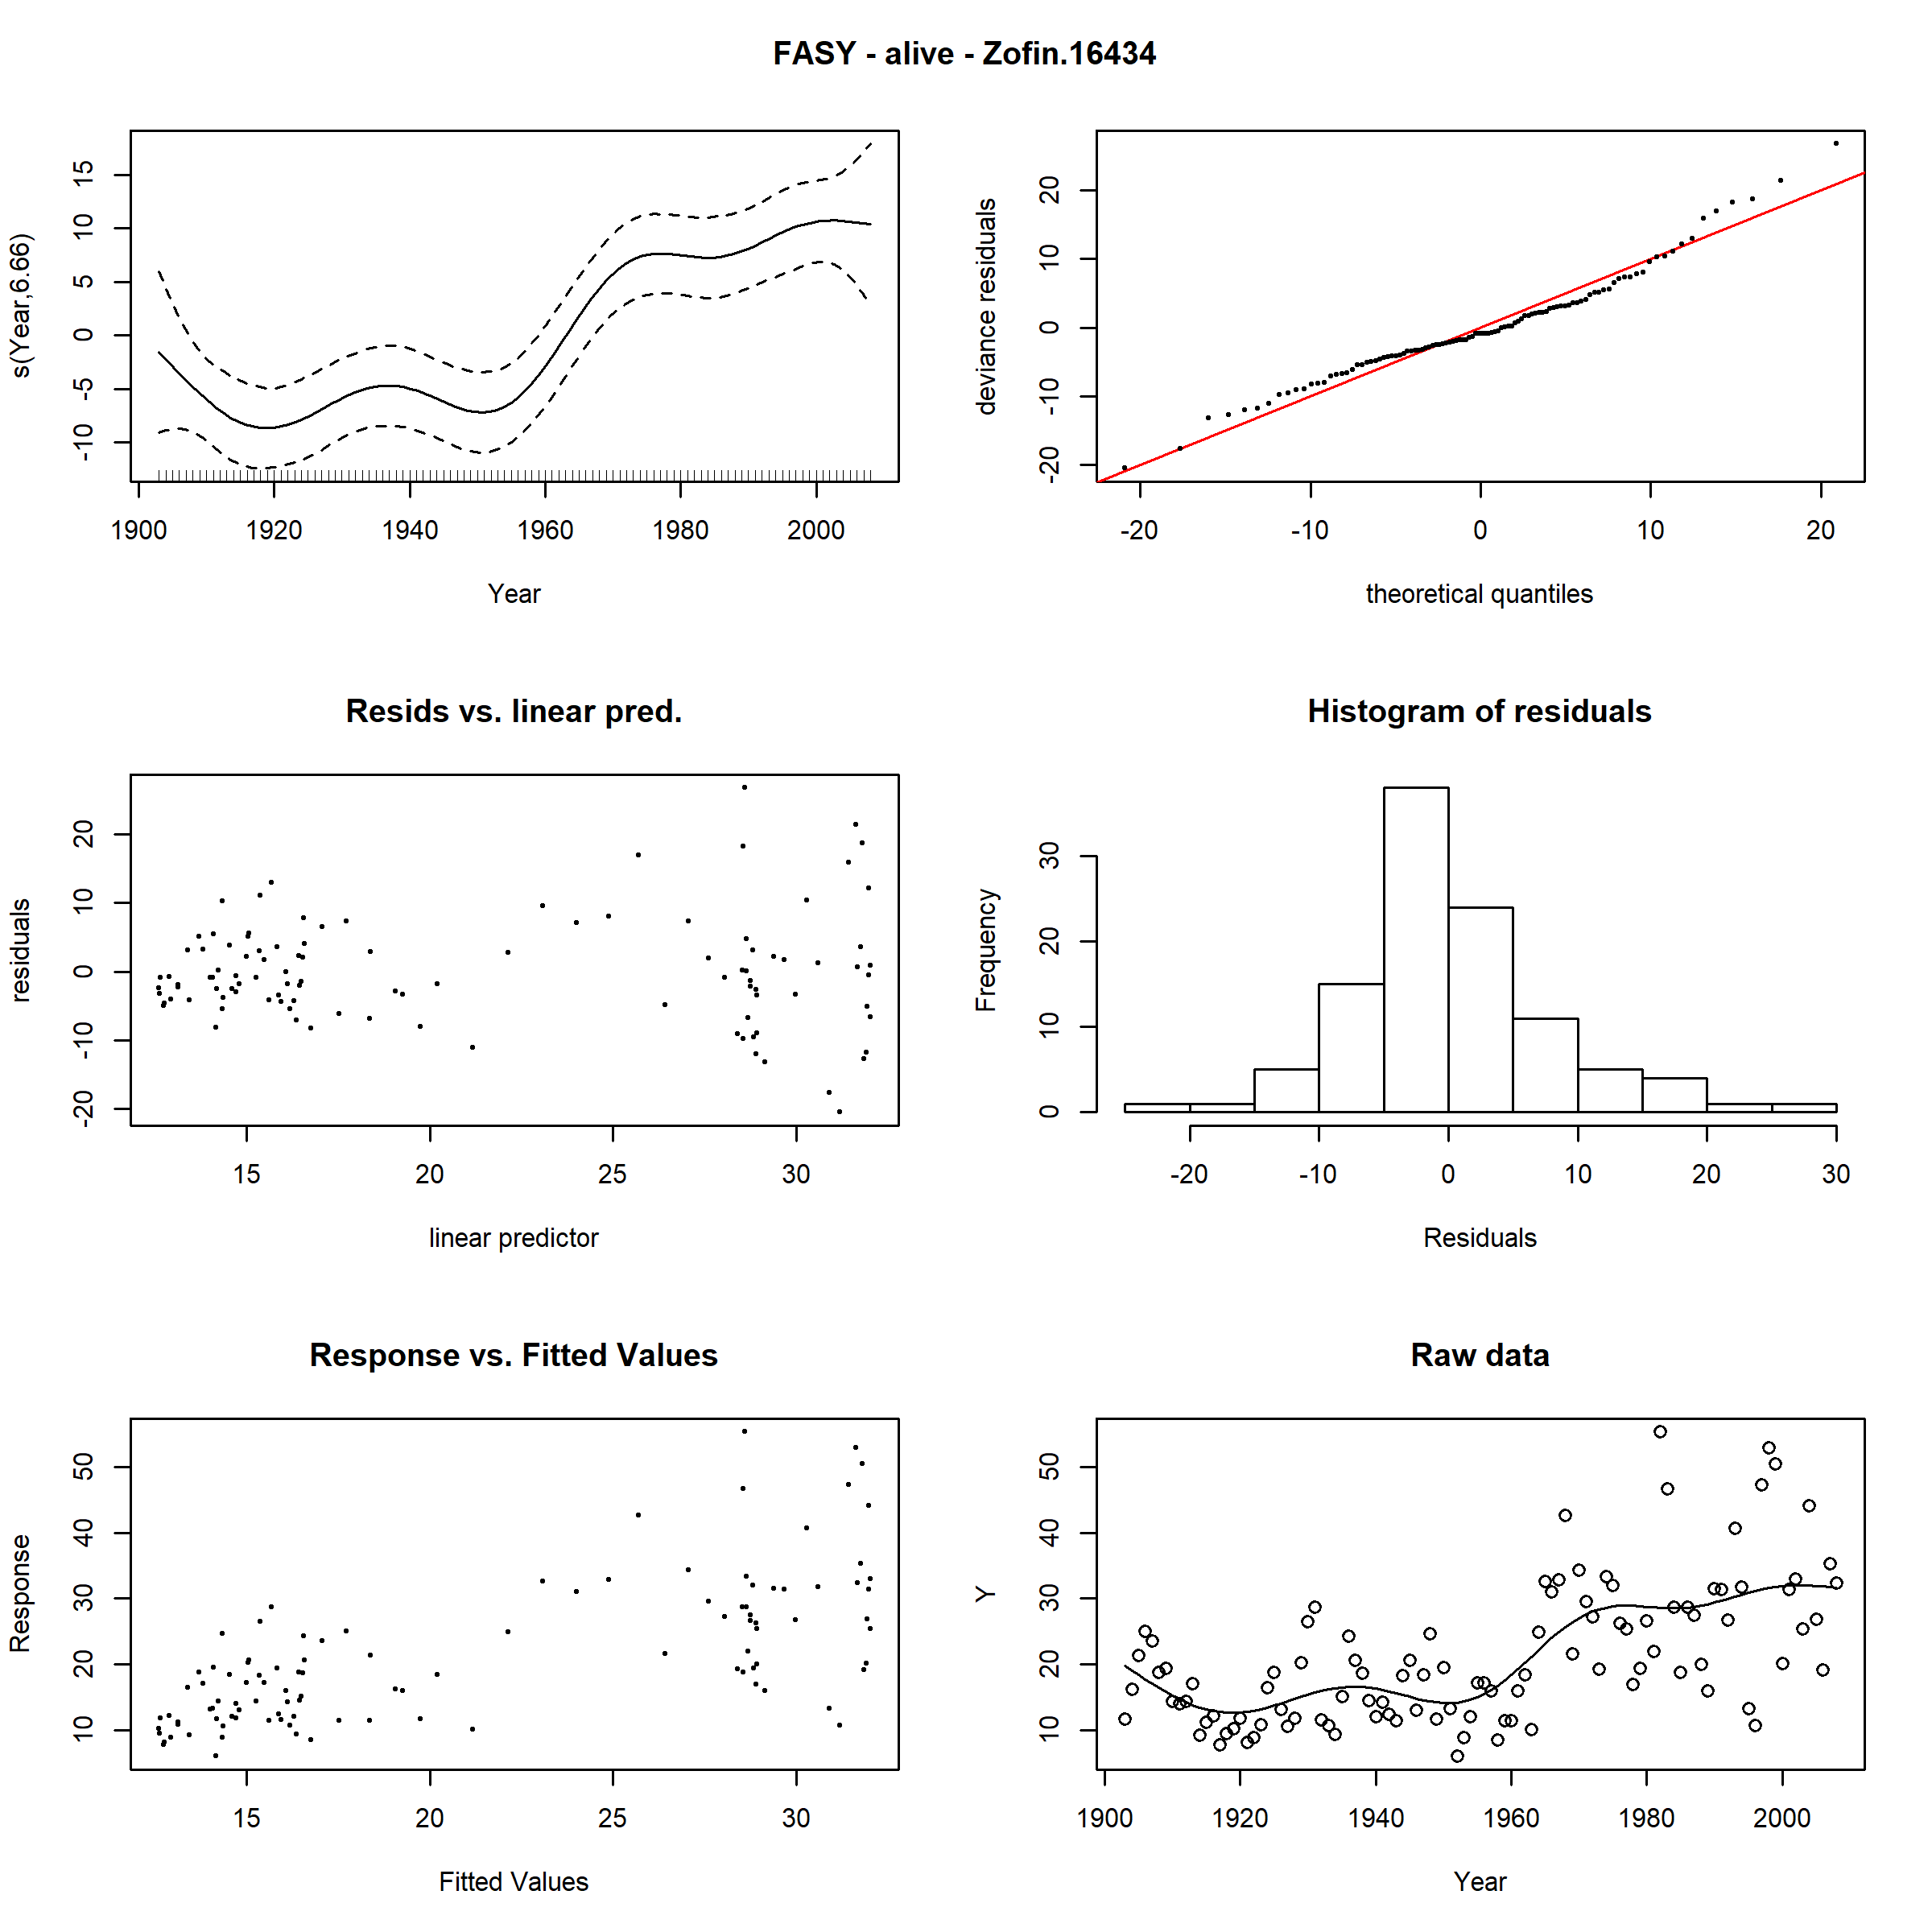 FASY - alive - Zofin.16434
s(Year,6.66)
-10 -5 0 5 10 15
1900 1920 1940 1960 1980 2000
Year
deviance residuals
-20 -10 0 10 20
-20 -10 0 10 20
theoretical quantiles
Resids vs. linear pred.
residuals
-20 -10 0 10 20
15 20 25 30
linear predictor
Histogram of residuals
Frequency
0 10 20 30
-20 -10 0 10 20 30
Residuals
Response vs. Fitted Values
Response
10 20 30 40 50
15 20 25 30
Fitted Values
Raw data
Y
10 20 30 40 50
1900 1920 1940 1960 1980 2000
Year